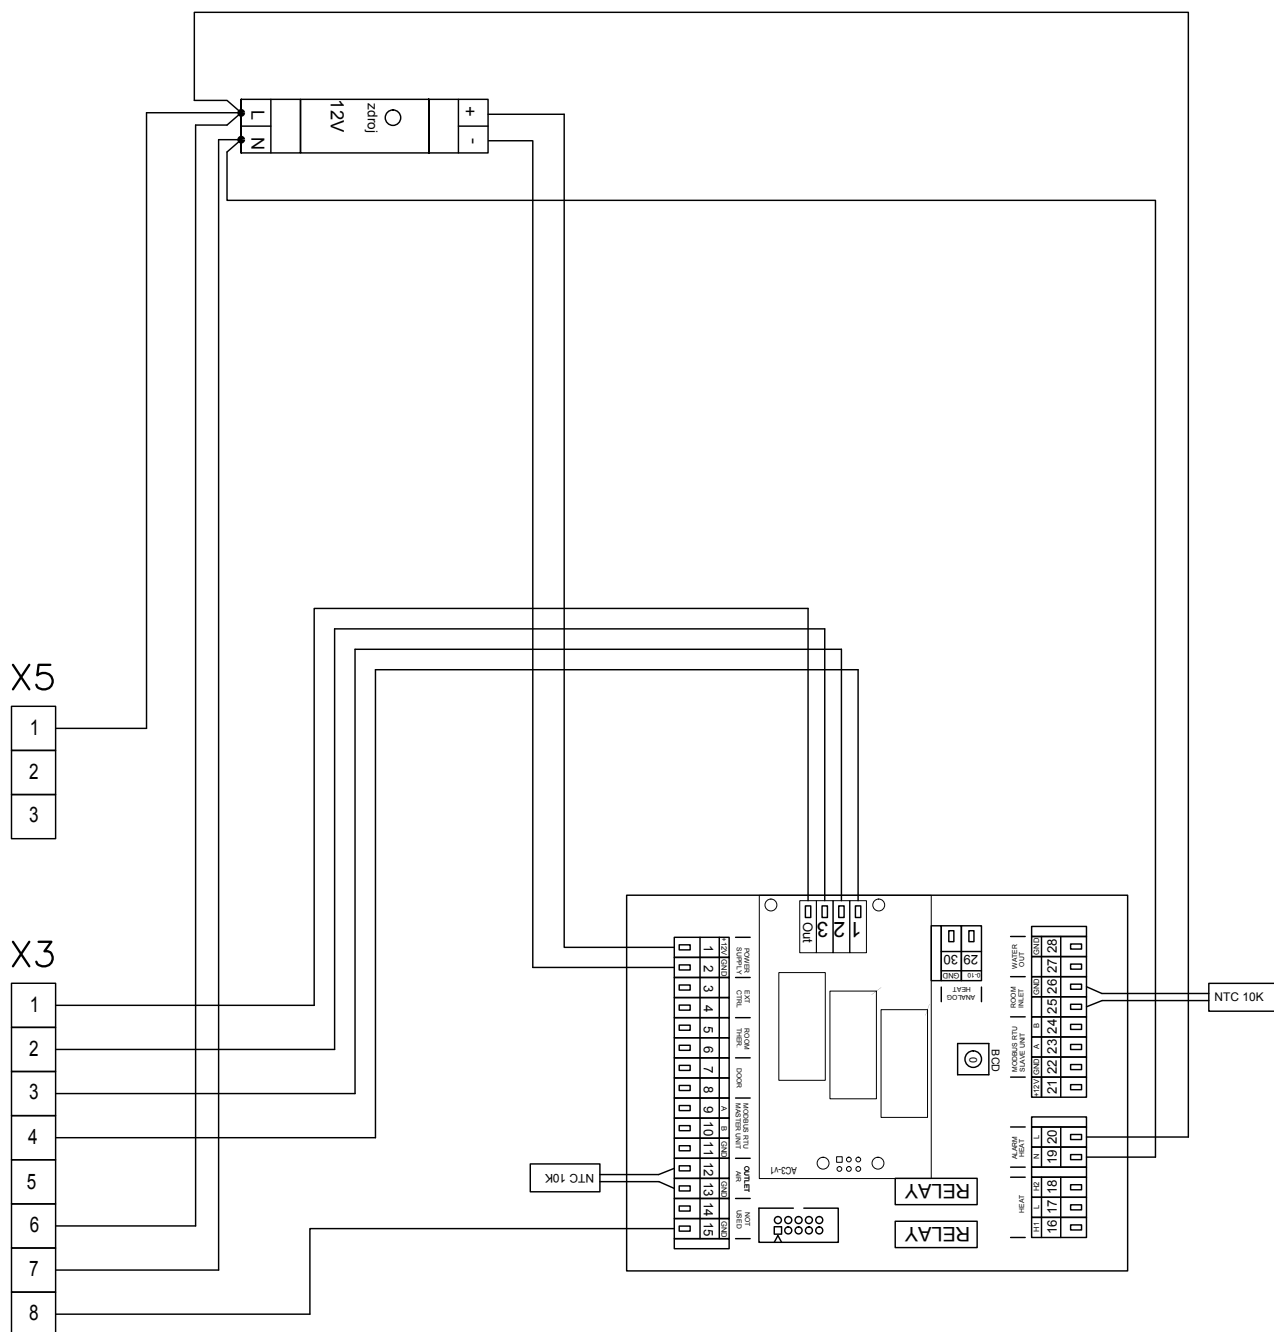 L
N
12V
zdroj
+
-
X5
1
2
3
X3
1
2
3
4
5
6
7
8
Out
3
2
1
+12V
GND
1
2
3
4
5
6
7
8
9
10
11
12
13
14
15
A
B
GND
GND
GND
POWER
SUPPLY
EXT
CTRL
ROOM
THER.
DOOR
MODBUS RTU
MASTER UNIT
OUTLET
AIR
NOT
USED
NTC 10K
AC3-v1
30
29
GND
0-10
ANALOG
HEAT
BCD
0
RELAY
RELAY
WATER
OUT
ROOM
INLET
MODBUS RTU
SLAVE UNIT
ALARM
HEAT
HEAT
GND
GND
B
A
GND
+12V
28
27
26
25
24
23
22
21
L
N
20
19
H2
L
H1
18
17
16
NTC 10K